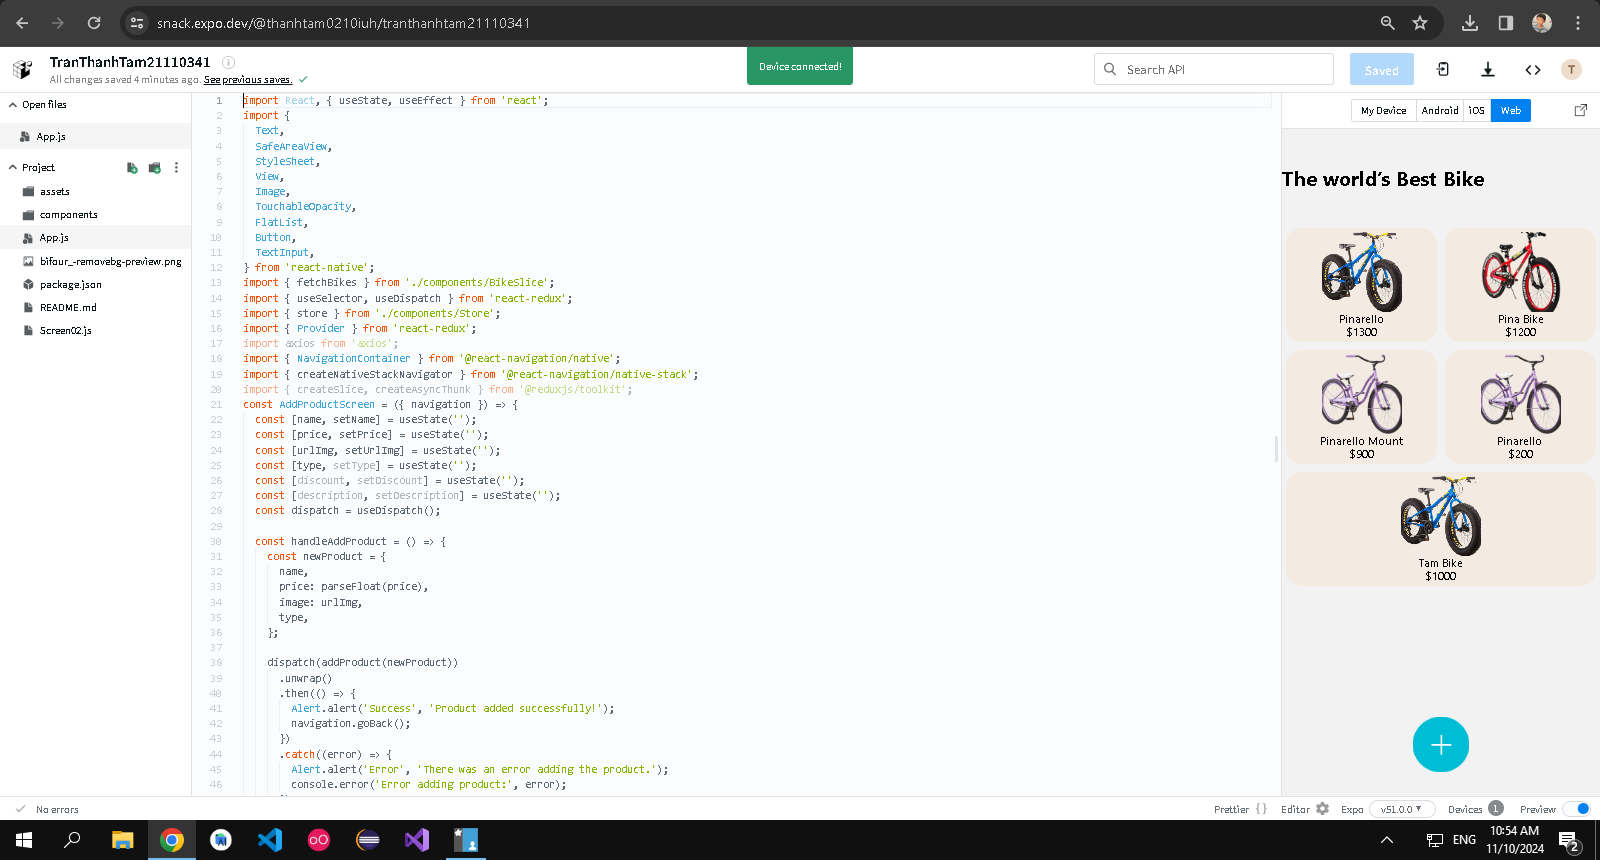 snack.expo.dev/@thanhtam0210iuh/tranthanhtam21110341
TranThanhTam21110341
All changes saved 4 minutes ago. See previous saves.
Device connected!
Search API
Saved
T
Open files
App.js
Project
assets
components
App.js
bifour_-removebg-preview.png
package.json
README.md
Screen02.js
1 import React, { useState, useEffect } from 'react';
2 import {
3 Text,
4 SafeAreaView,
5 StyleSheet,
6 View,
7 Image,
8 TouchableOpacity,
9 FlatList,
10 Button,
11 TextInput,
12 } from 'react-native';
13 import { fetchBikes } from './components/BikeSlice';
14 import { useSelector, useDispatch } from 'react-redux';
15 import { store } from './components/Store';
16 import { Provider } from 'react-redux';
17 import axios from 'axios';
18 import { NavigationContainer } from '@react-navigation/native';
19 import { createNativeStackNavigator } from '@react-navigation/native-stack';
20 import { createSlice, createAsyncThunk } from '@reduxjs/toolkit';
21 const AddProductScreen = ({ navigation }) => {
22 const [name, setName] = useState('');
23 const [price, setPrice] = useState('');
24 const [urlImg, setUrlImg] = useState('');
25 const [type, setType] = useState('');
26 const [discount, setDiscount] = useState('');
27 const [description, setDescription] = useState('');
28 const dispatch = useDispatch();
29
30 const handleAddProduct = () => {
31 const newProduct = {
32 name,
33 price: parseFloat(price),
34 image: urlImg,
35 type,
36 };
37
38 dispatch(addProduct(newProduct))
39 .unwrap()
40 .then(() => {
41 Alert.alert('Success', 'Product added successfully!');
42 navigation.goBack();
43 })
44 .catch((error) => {
45 Alert.alert('Error', 'There was an error adding the product.');
46 console.error('Error adding product:', error);
My Device Android iOS Web
The world's Best Bike
Pinarello
$1300
Pina Bike
$1200
Pinarello Mount
$900
Pinarello
$200
Tam Bike
$1000
No errors
Prettier {} Editor Expo v51.0.0 Devices 1 Preview
ENG
10:54 AM
11/10/2024
2